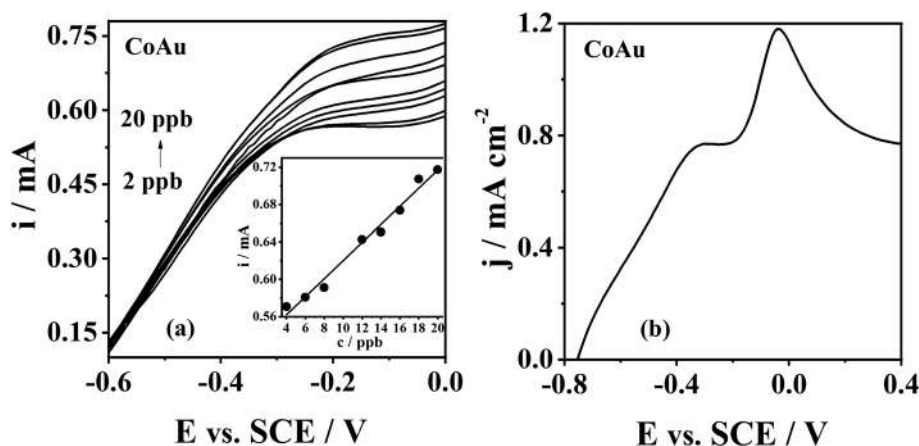 CoAu
20 ppb
2 ppb
i / mA
0.75
0.60
0.45
0.30
0.15
(a)
i / mA
0.72
0.68
0.64
0.60
0.56
4 6 8 10 12 14 16 18 20
c / ppb
-0.6 -0.4 -0.2 0.0
E vs. SCE / V
CoAu
j / mA cm⁻²
1.2
0.8
0.4
0.0
(b)
-0.8 -0.4 0.0 0.4
E vs. SCE / V